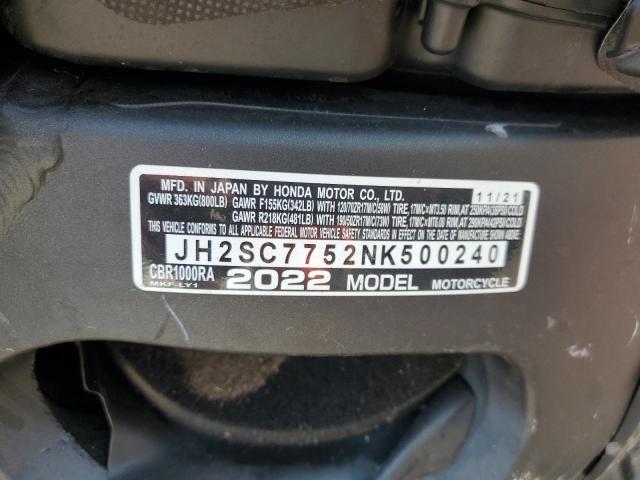 MFD. IN JAPAN BY HONDA MOTOR CO., LTD. 11/21
GVWR 363KG(800LB) GAWR F155KG(342LB) WITH 120/70ZR17M/C(58W) TIRE, 17M/C×MT3.50 RIM, AT 250KPA(36PSI) COLD
GAWR R218KG(481LB) WITH 190/50ZR17M/C(73W) TIRE, 17M/C×MT6.00 RIM, AT 290KPA(42PSI) COLD
THIS VEHICLE CONFORMS TO ALL APPLICABLE FEDERAL MOTOR VEHICLE SAFETY STANDARDS IN EFFECT ON THE DATE OF MANUFACTURE SHOWN ABOVE.
JH2SC7752NK500240
CBR1000RA 2022 MODEL MOTORCYCLE
MKF-LY1